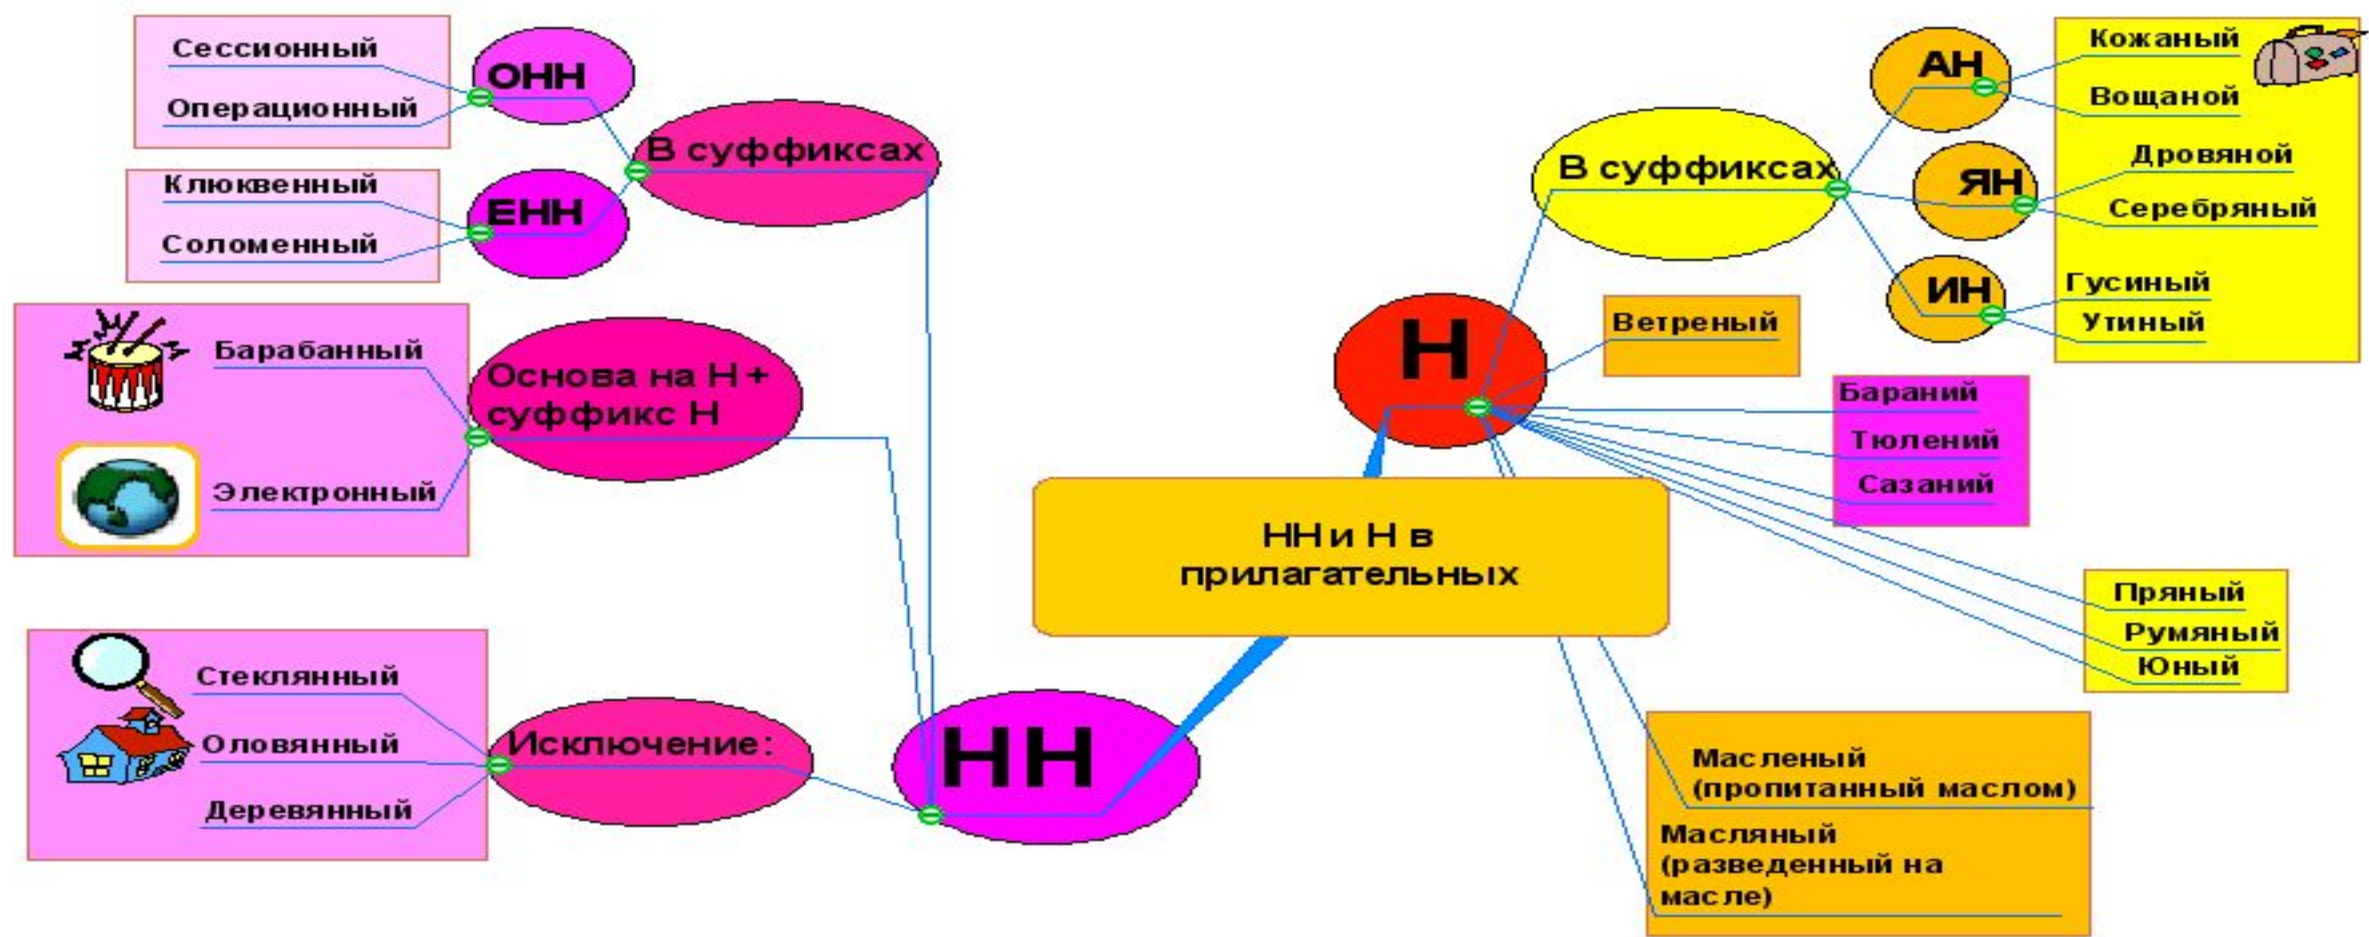 Сессионный
Операционный
ОНН
В суффиксах
Клюквенный
Соломенный
ЕНН
Барабанный
Электронный
Основа на Н +
суффикс Н
Стеклянный
Оловянный
Деревянный
Исключение:
НН
НН и Н в
прилагательных
Н
В суффиксах
АН
Кожаный
Вощаной
ЯН
Дровяной
Серебряный
ИН
Гусиный
Утиный
Ветреный
Бараний
Тюлений
Сазаний
Пряный
Румяный
Юный
Масленый
(пропитанный маслом)
Масляный
(разведенный на
масле)